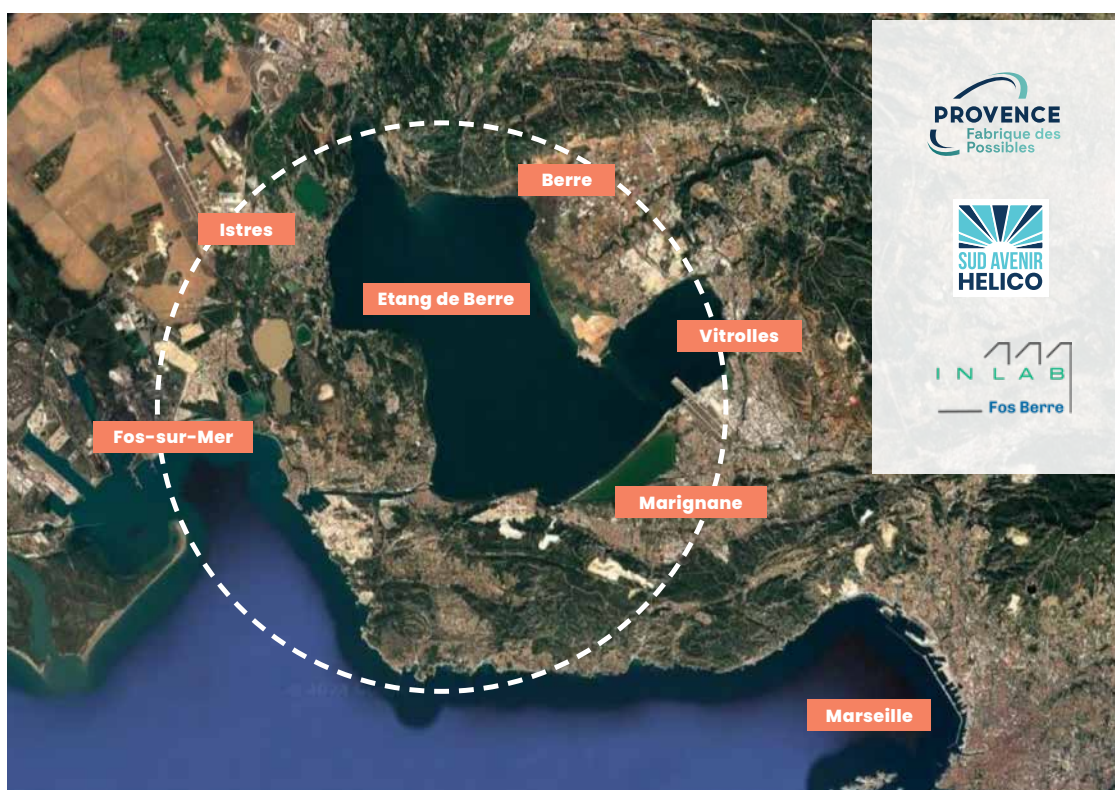 PROVENCE
Fabrique des
Possibles
Berre
Istres
SUD AVENIR
HELICO
Etang de Berre
Vitrolles
INLAB
Fos Berre
Fos-sur-Mer
Marignane
Marseille